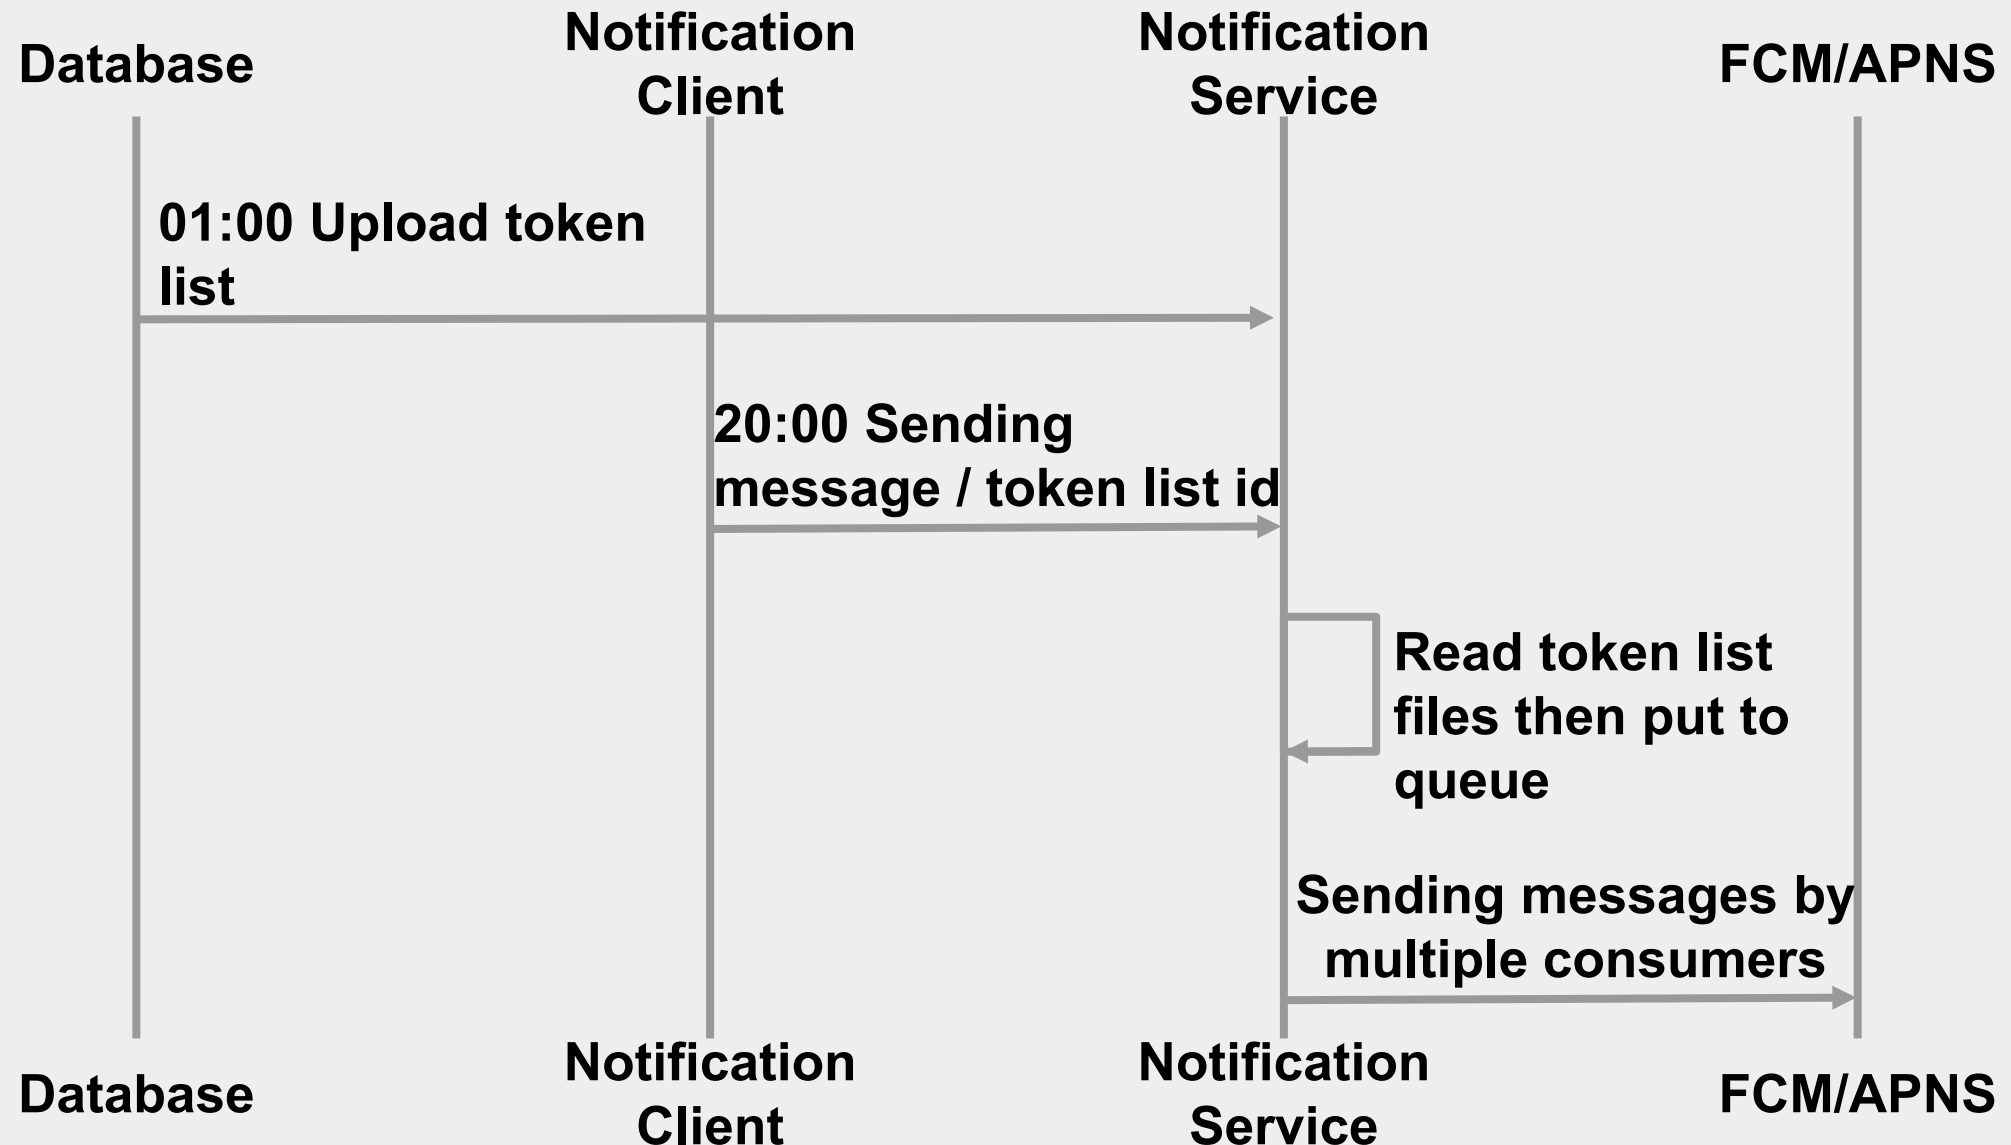 Database
Notification
Client
Notification
Service
FCM/APNS
01:00 Upload token
list
20:00 Sending
message / token list id
Read token list
files then put to
queue
Sending messages by
multiple consumers
Database
Notification
Client
Notification
Service
FCM/APNS